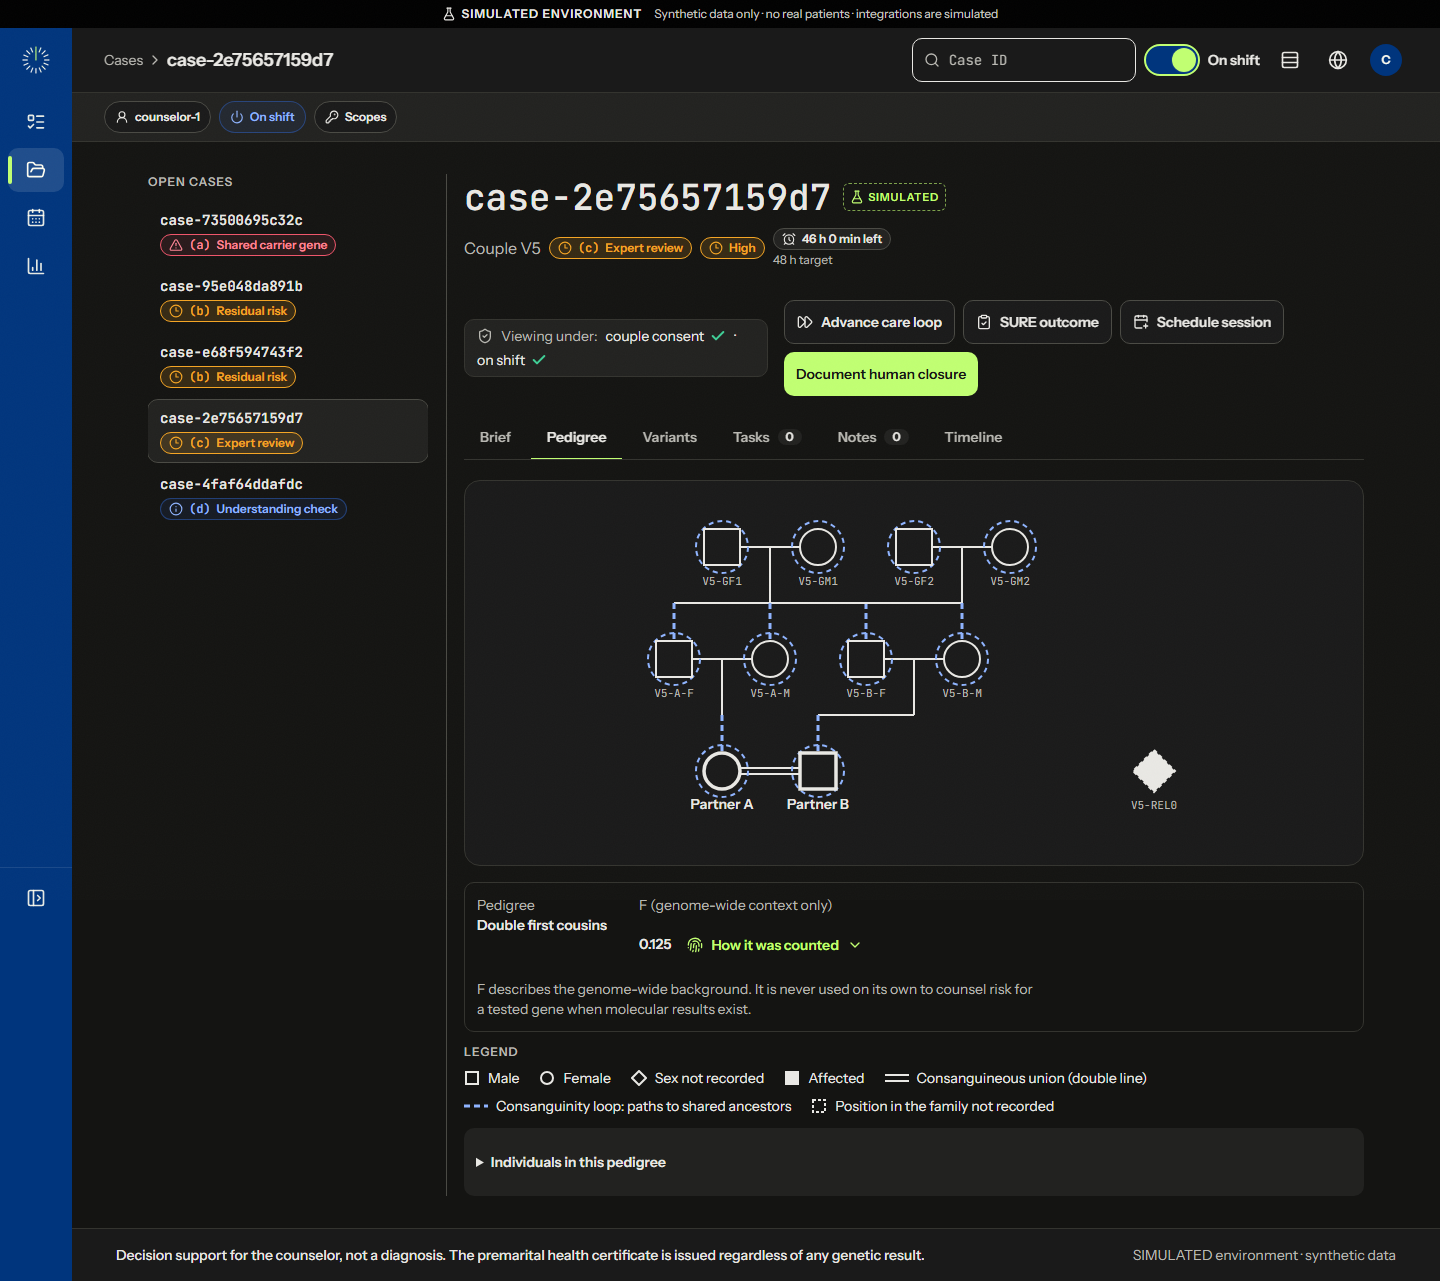 SIMULATED ENVIRONMENT Synthetic data only · no real patients · integrations are simulated
Cases > case-2e75657159d7
Case ID
On shift
C
counselor-1
On shift
Scopes
OPEN CASES
case-73500695c32c
(a) Shared carrier gene
case-95e048da891b
(b) Residual risk
case-e68f594743f2
(b) Residual risk
case-2e75657159d7
(c) Expert review
case-4faf64ddafdc
(d) Understanding check
case-2e75657159d7
SIMULATED
Couple V5
(c) Expert review
High
46 h 0 min left
48 h target
Viewing under: couple consent ✓ ·
on shift ✓
Advance care loop
SURE outcome
Schedule session
Document human closure
Brief
Pedigree
Variants
Tasks 0
Notes 0
Timeline
V5-GF1
V5-GM1
V5-GF2
V5-GM2
V5-A-F
V5-A-M
V5-B-F
V5-B-M
Partner A
Partner B
V5-REL0
Pedigree
Double first cousins
F (genome-wide context only)
0.125
How it was counted
F describes the genome-wide background. It is never used on its own to counsel risk for
a tested gene when molecular results exist.
LEGEND
Male
Female
Sex not recorded
Affected
Consanguineous union (double line)
Consanguinity loop: paths to shared ancestors
Position in the family not recorded
Individuals in this pedigree
Decision support for the counselor, not a diagnosis. The premarital health certificate is issued regardless of any genetic result.
SIMULATED environment · synthetic data